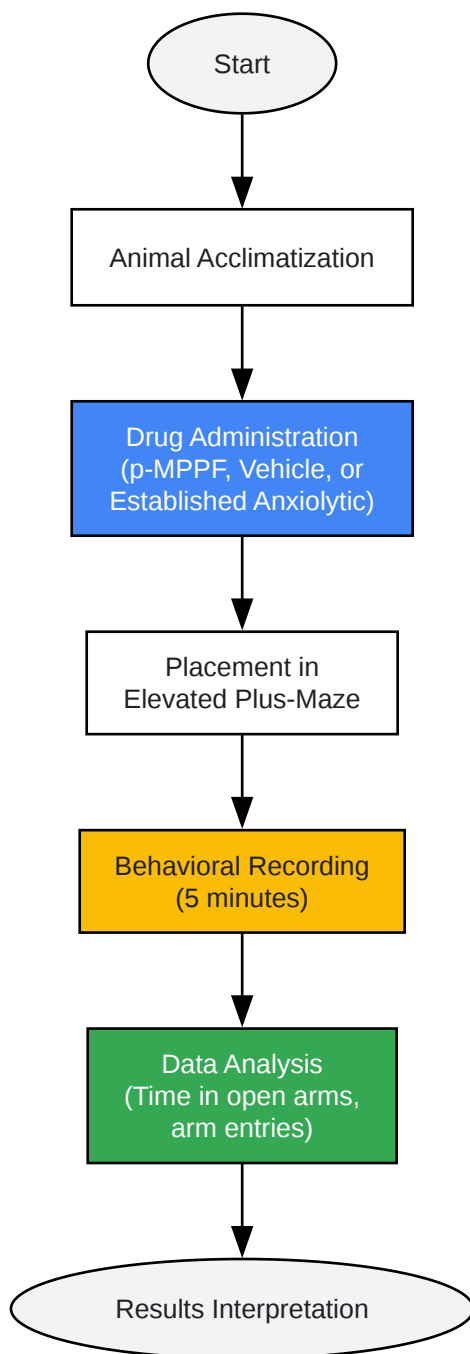 Start
Animal Acclimatization
Drug Administration
(p-MPPF, Vehicle, or
Established Anxiolytic)
Placement in
Elevated Plus-Maze
Behavioral Recording
(5 minutes)
Data Analysis
(Time in open arms,
arm entries)
Results Interpretation